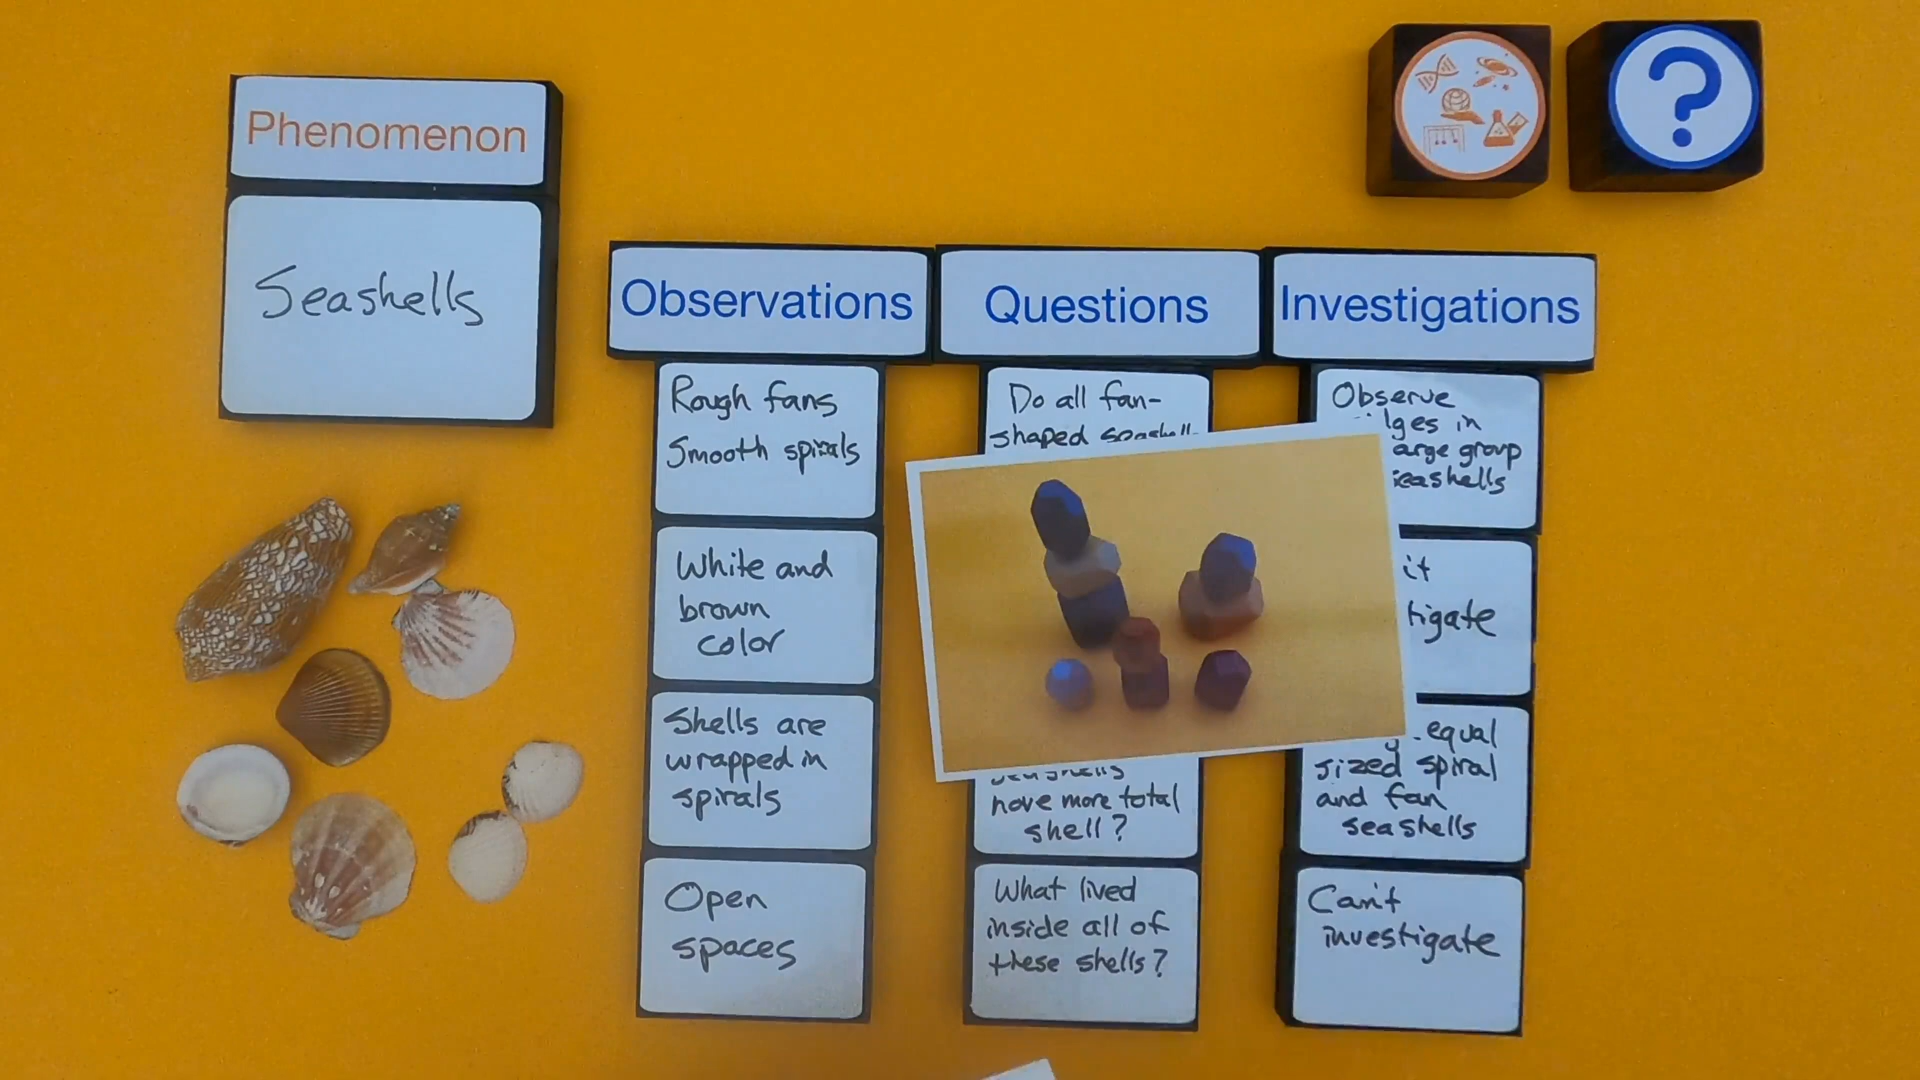 Phenomenon
Seashells
Observations
Rough fans
Smooth spirals
White and
brown
color
Shells are
wrapped in
spirals
Open
spaces
Questions
Do all fan-
shaped
have more total
shell?
What lived
inside all of
these shells?
Investigations
Observe
in
group
seashells
it
equal
sized spiral
and fan
seashells
Can't
investigate
?